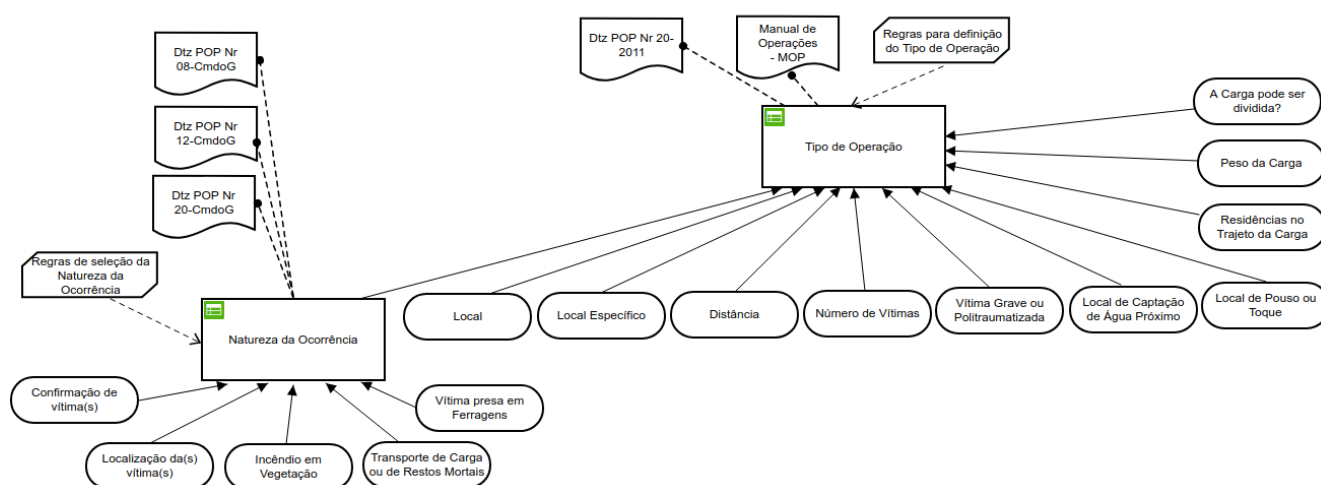 Dtz POP Nr
08-CmdoG
Dtz POP Nr
12-CmdoG
Dtz POP Nr
20-CmdoG
Regras de seleção da
Natureza da
Ocorrência
Natureza da Ocorrência
Confirmação de
vítima(s)
Localização da(s)
vítima(s)
Incêndio em
Vegetação
Transporte de Carga
ou de Restos Mortais
Vítima presa em
Ferragens
Dtz POP Nr 20-
2011
Manual de
Operações
- MOP
Regras para definição
do Tipo de Operação
Tipo de Operação
A Carga pode ser
dividida?
Peso da Carga
Residências no
Trajeto da Carga
Local
Local Específico
Distância
Número de Vítimas
Vítima Grave ou
Politraumatizada
Local de Captação
de Água Próximo
Local de Pouso ou
Toque